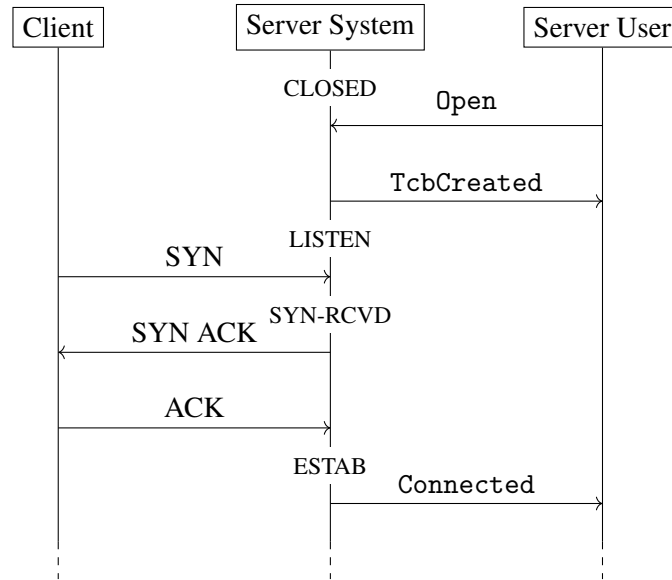 Client
Server System
Server User
CLOSED
Open
TcbCreated
LISTEN
SYN
SYN-RCVD
SYN ACK
ACK
ESTAB
Connected